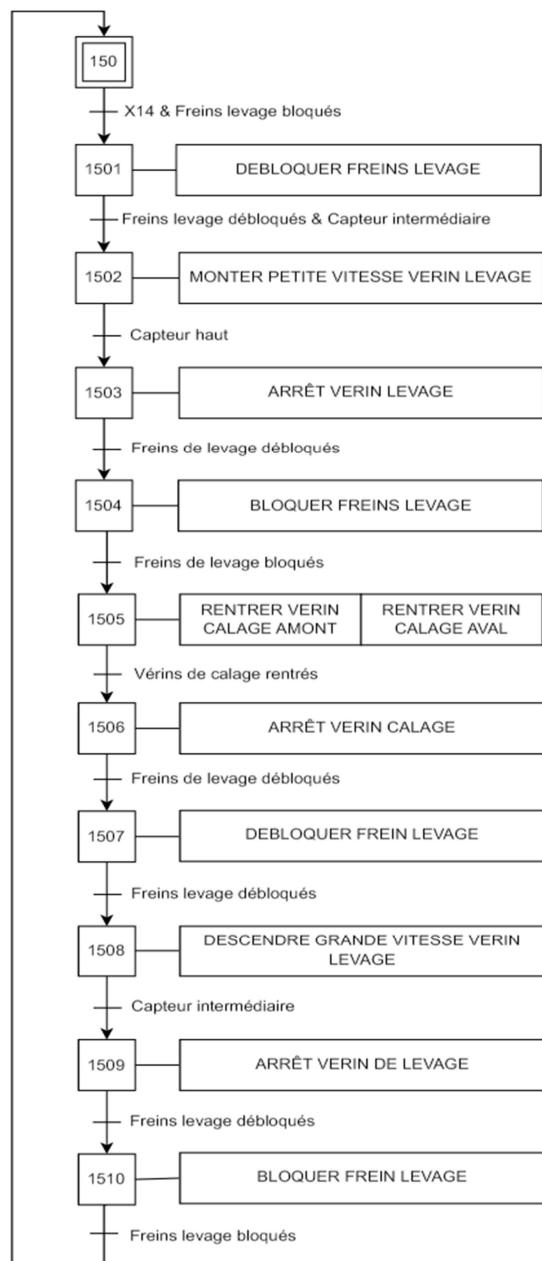 150
X14 & Freins levage bloqués
1501
DEBLOQUER FREINS LEVAGE
Freins levage débloqués & Capteur intermédiaire
1502
MONTER PETITE VITESSE VERIN LEVAGE
Capteur haut
1503
ARRÊT VERIN LEVAGE
Freins de levage débloqués
1504
BLOQUER FREINS LEVAGE
Freins de levage bloqués
1505
RENTRER VERIN
CALAGE AMONT
RENTRER VERIN
CALAGE AVAL
Vérins de calage rentrés
1506
ARRÊT VERIN CALAGE
Freins de levage débloqués
1507
DEBLOQUER FREIN LEVAGE
Freins levage débloqués
1508
DESCENDRE GRANDE VITESSE VERIN
LEVAGE
Capteur intermédiaire
1509
ARRÊT VERIN DE LEVAGE
Freins levage débloqués
1510
BLOQUER FREIN LEVAGE
Freins levage bloqués